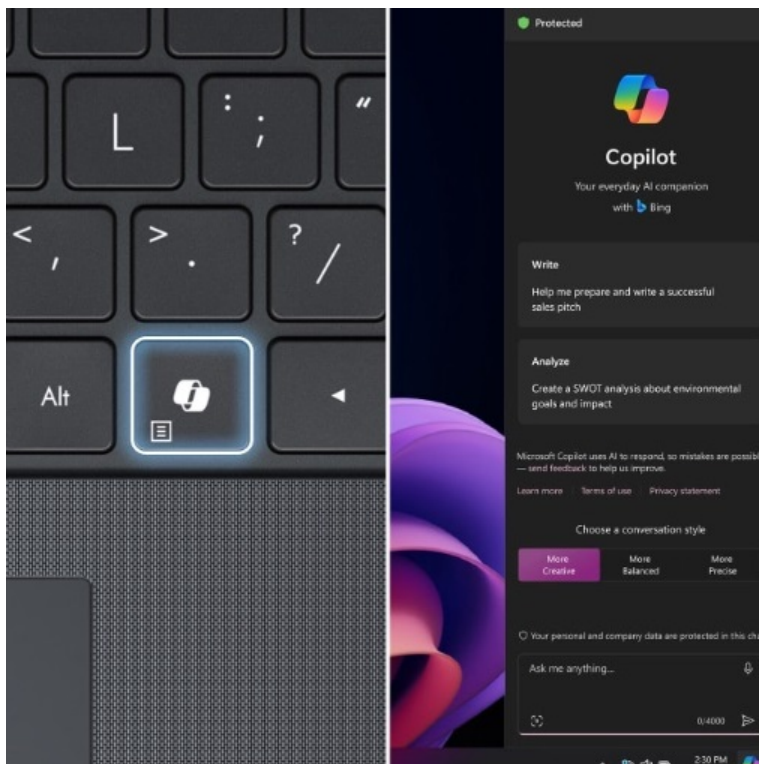 L
: ;
"
< ,
> .
? /
Alt
Protected
Copilot
Your everyday AI companion
with Bing
Write
Help me prepare and write a successful
sales pitch
Analyze
Create a SWOT analysis about environmental
goals and impact
Microsoft Copilot uses AI to respond, so mistakes are possibl
— send feedback to help us improve.
Learn more Terms of use Privacy statement
Choose a conversation style
More
Creative
More
Balanced
More
Precise
Your personal and company data are protected in this cha
Ask me anything...
0/4000
2:30 PM